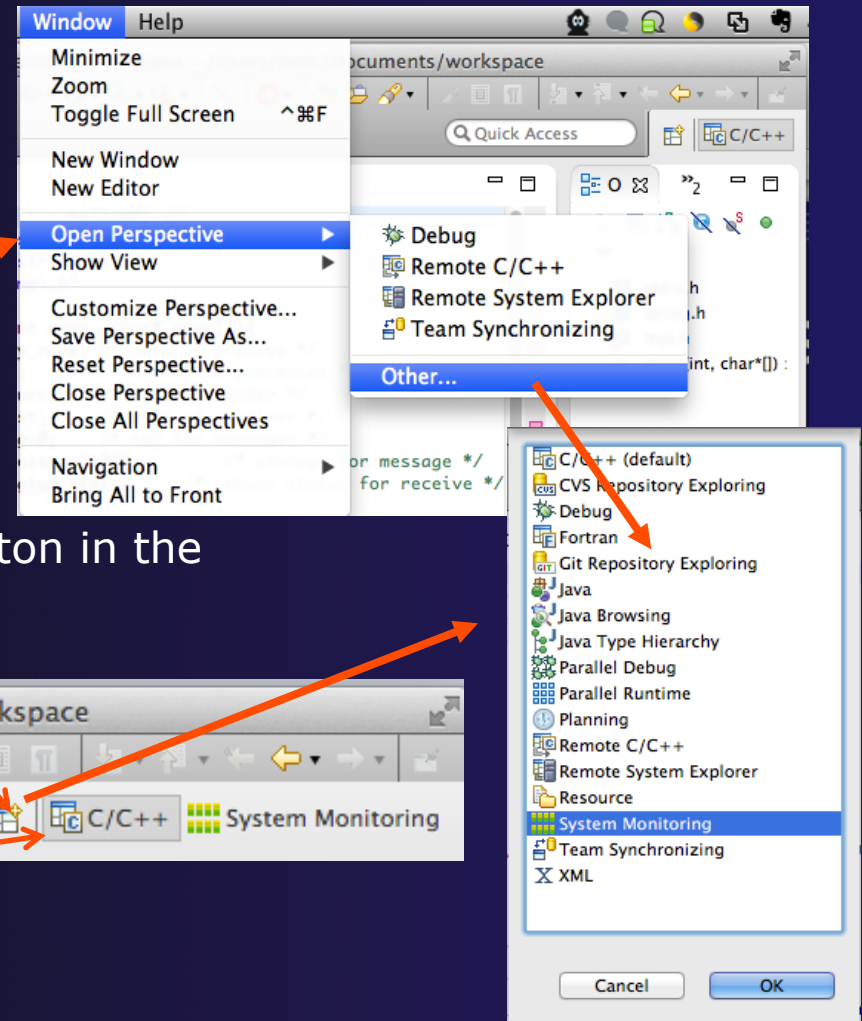 Window Help
Minimize
Zoom
Toggle Full Screen ^⌘F
New Window
New Editor
Open Perspective
Show View
Customize Perspective...
Save Perspective As...
Reset Perspective...
Close Perspective
Close All Perspectives
Navigation
Bring All to Front
ocuments/workspace
Quick Access
C/C++
O
»2
Debug
Remote C/C++
Remote System Explorer
Team Synchronizing
Other...
h
.h
int, char*[]) :
or message */
for receive */
ton in the
kspace
C/C++ System Monitoring
C/C++ (default)
CVS Repository Exploring
Debug
Fortran
Git Repository Exploring
Java
Java Browsing
Java Type Hierarchy
Parallel Debug
Parallel Runtime
Planning
Remote C/C++
Remote System Explorer
Resource
System Monitoring
Team Synchronizing
XML
Cancel OK